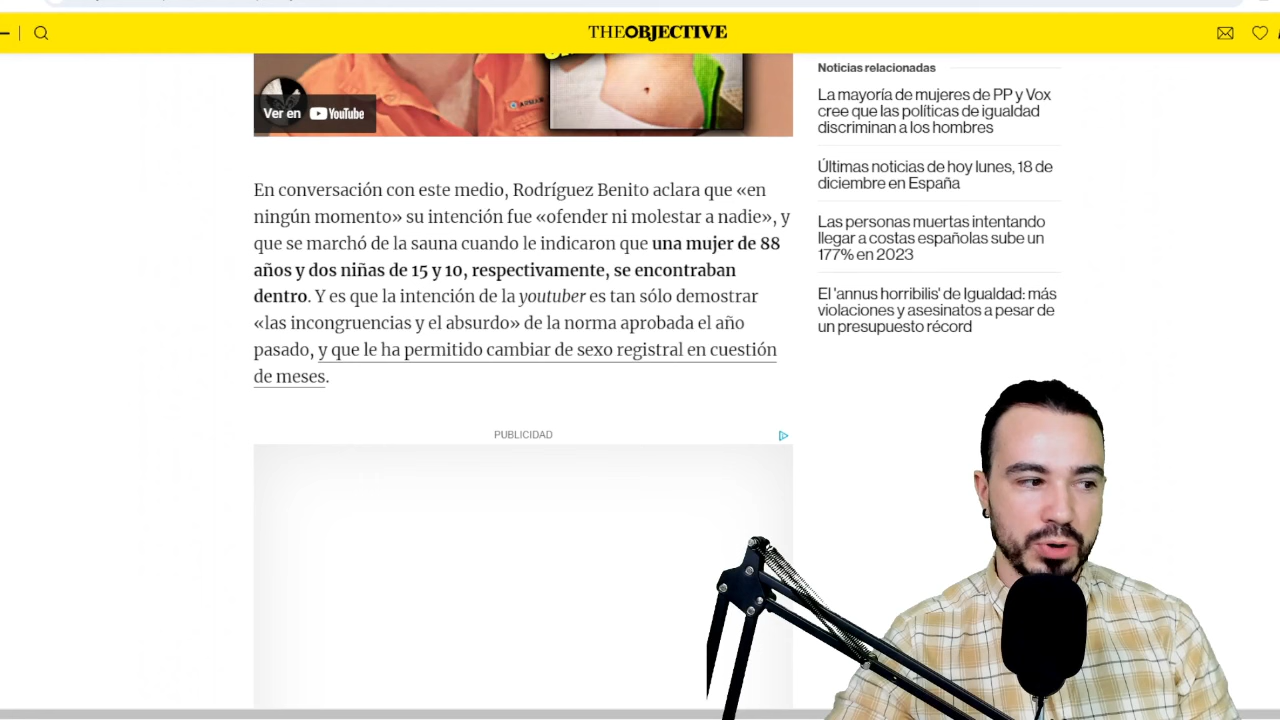 THEOBJECTIVE
Ver en YouTube
En conversación con este medio, Rodríguez Benito aclara que «en
ningún momento» su intención fue «ofender ni molestar a nadie», y
que se marchó de la sauna cuando le indicaron que una mujer de 88
años y dos niñas de 15 y 10, respectivamente, se encontraban
dentro. Y es que la intención de la youtuber es tan sólo demostrar
«las incongruencias y el absurdo» de la norma aprobada el año
pasado, y que le ha permitido cambiar de sexo registral en cuestión
de meses.
PUBLICIDAD
Noticias relacionadas
La mayoría de mujeres de PP y Vox
cree que las políticas de igualdad
discriminan a los hombres
Últimas noticias de hoy lunes, 18 de
diciembre en España
Las personas muertas intentando
llegar a costas españolas sube un
177% en 2023
El 'annus horribilis' de Igualdad: más
violaciones y asesinatos a pesar de
un presupuesto récord